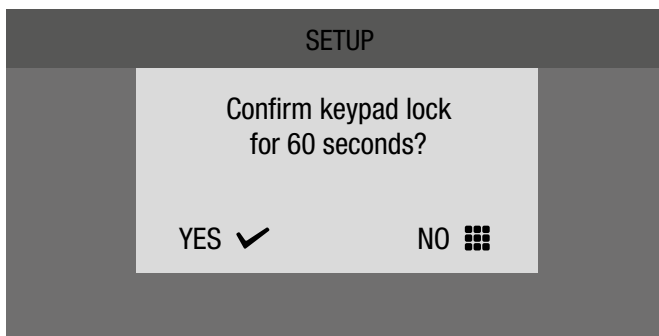 SETUP
Confirm keypad lock
for 60 seconds?
YES NO